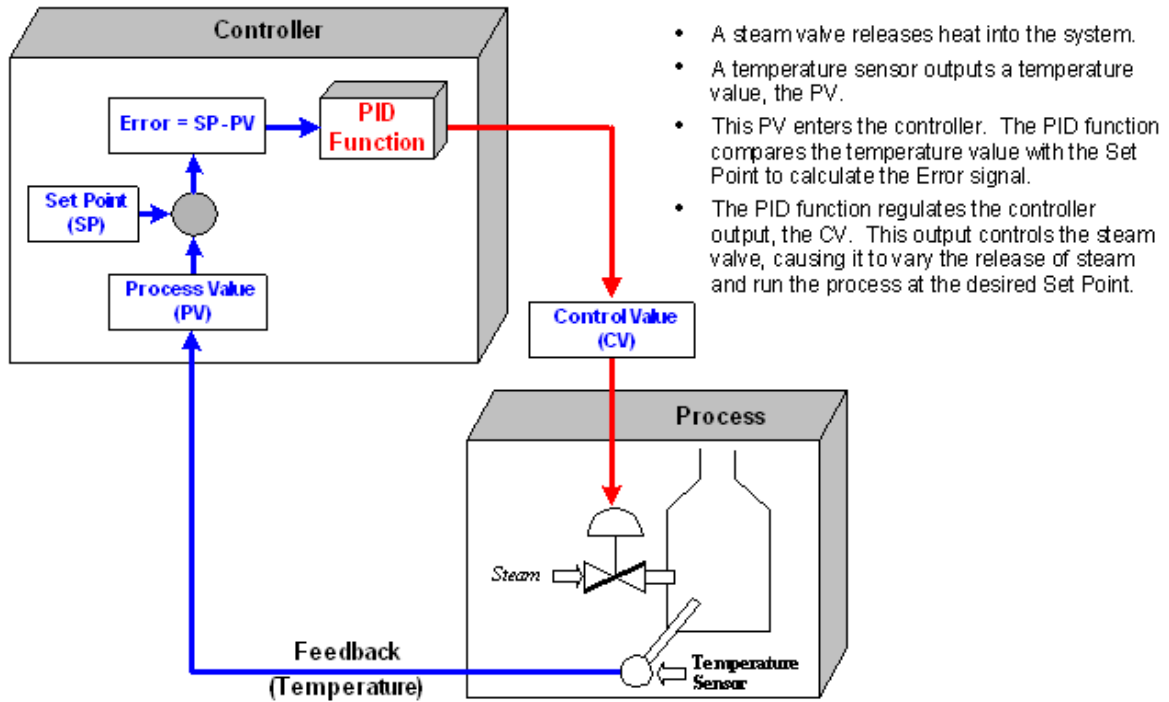 Controller
Error = SP-PV
PID
Function
Set Point
(SP)
Process Value
(PV)
Control Value
(CV)
Process
Steam
Temperature
Sensor
Feedback
(Temperature)
• A steam valve releases heat into the system.
• A temperature sensor outputs a temperature
value, the PV.
• This PV enters the controller. The PID function
compares the temperature value with the Set
Point to calculate the Error signal.
• The PID function regulates the controller
output, the CV. This output controls the steam
valve, causing it to vary the release of steam
and run the process at the desired Set Point.